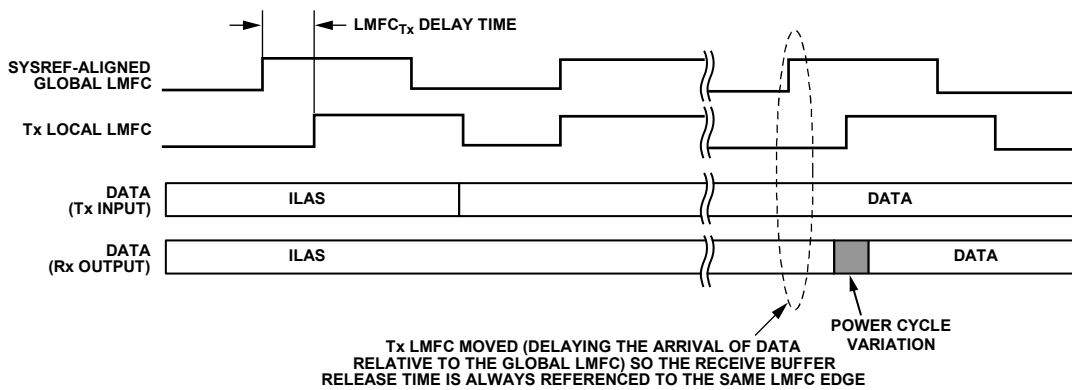 LMFCTx DELAY TIME
SYSREF-ALIGNED
GLOBAL LMFC
Tx LOCAL LMFC
DATA
(Tx INPUT)
ILAS
DATA
DATA
(Rx OUTPUT)
ILAS
DATA
POWER CYCLE
VARIATION
Tx LMFC MOVED (DELAYING THE ARRIVAL OF DATA
RELATIVE TO THE GLOBAL LMFC) SO THE RECEIVE BUFFER
RELEASE TIME IS ALWAYS REFERENCED TO THE SAME LMFC EDGE